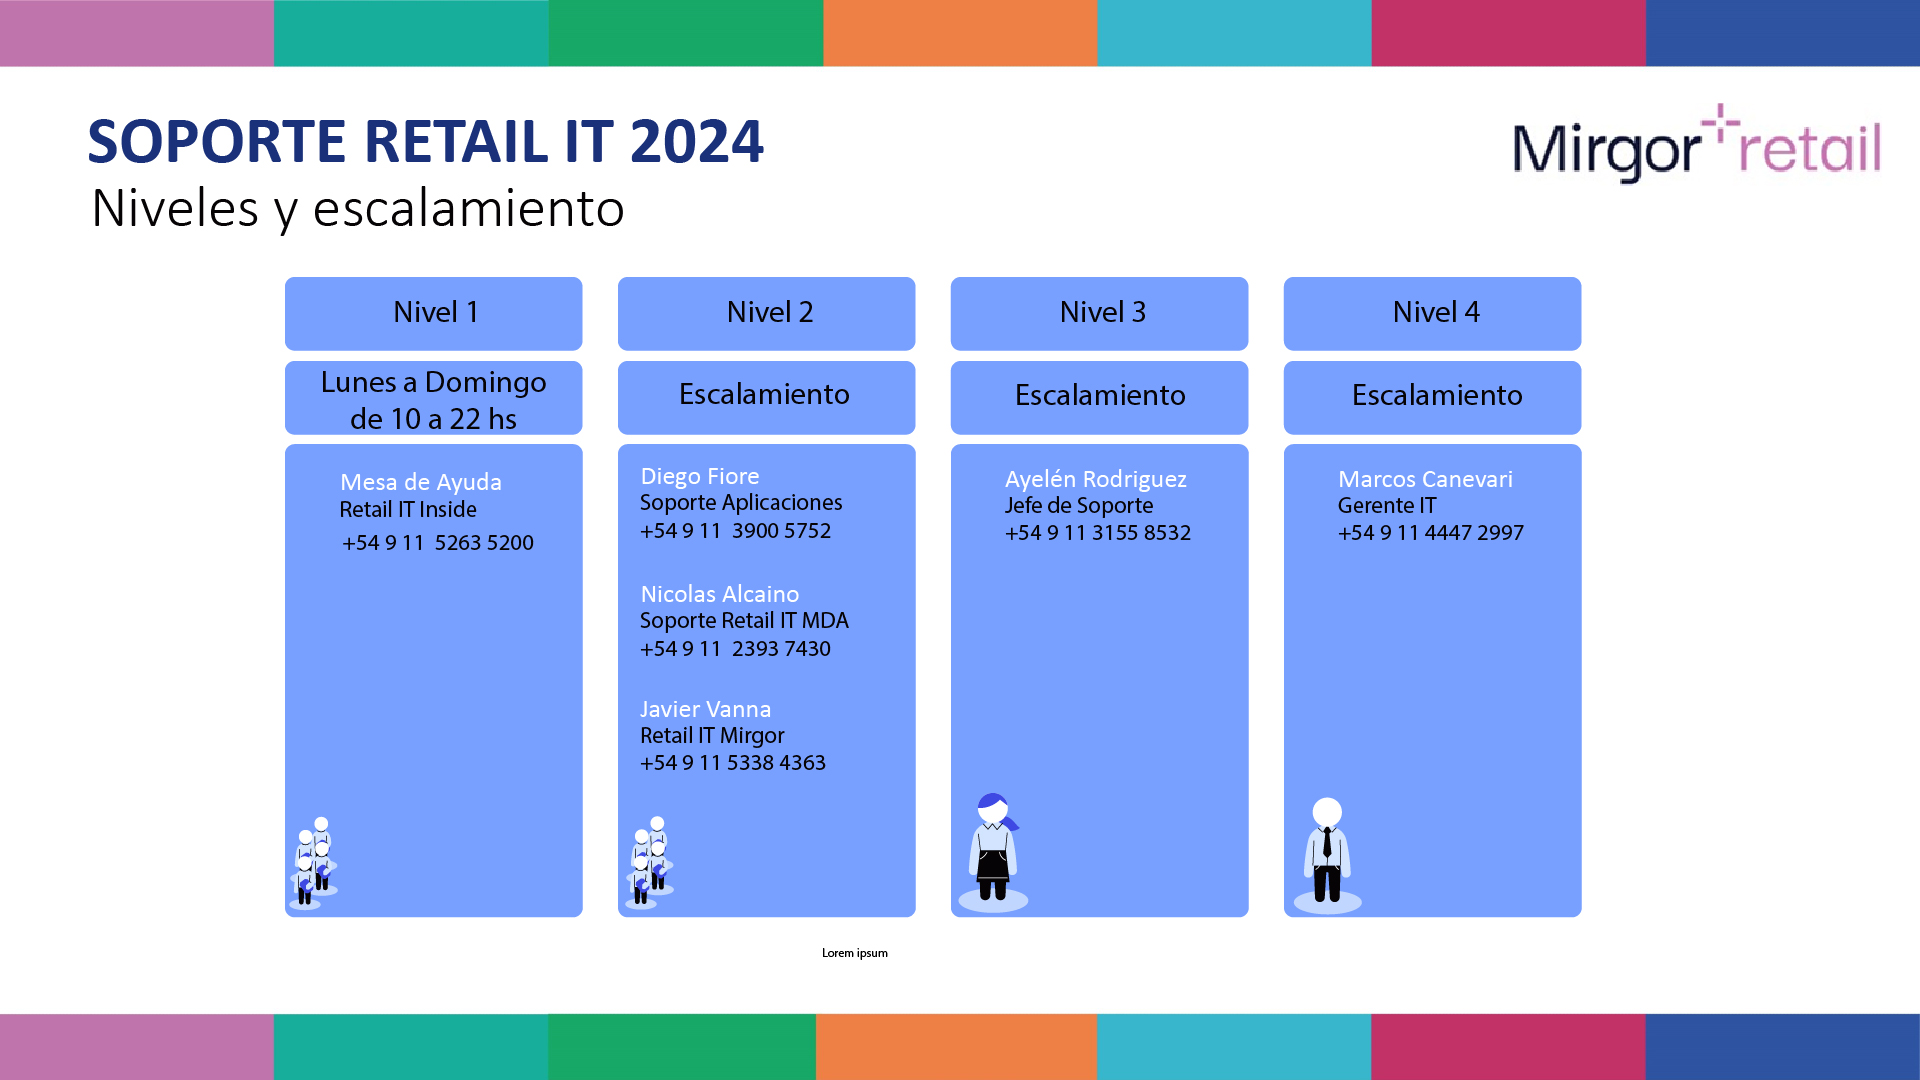 SOPORTE RETAIL IT 2024
Niveles y escalamiento
Mirgor retail
Nivel 1
Lunes a Domingo
de 10 a 22 hs
Mesa de Ayuda
Retail IT Inside
+54 9 11  5263 5200
Nivel 2
Escalamiento
Diego Fiore
Soporte Aplicaciones
+54 9 11  3900 5752
Nicolas Alcaino
Soporte Retail IT MDA
+54 9 11  2393 7430
Javier Vanna
Retail IT Mirgor
+54 9 11 5338 4363
Nivel 3
Escalamiento
Ayelén Rodriguez
Jefe de Soporte
+54 9 11 3155 8532
Nivel 4
Escalamiento
Marcos Canevari
Gerente IT
+54 9 11 4447 2997
Lorem ipsum